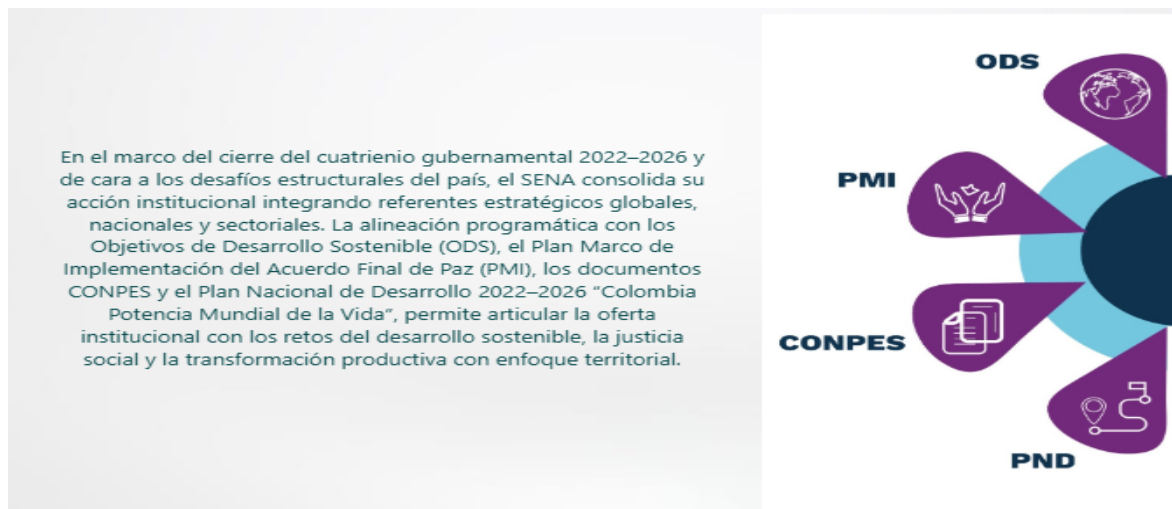 En el marco del cierre del cuatrienio gubernamental 2022–2026 y
de cara a los desafíos estructurales del país, el SENA consolida su
acción institucional integrando referentes estratégicos globales,
nacionales y sectoriales. La alineación programática con los
Objetivos de Desarrollo Sostenible (ODS), el Plan Marco de
Implementación del Acuerdo Final de Paz (PMI), los documentos
CONPES y el Plan Nacional de Desarrollo 2022–2026 “Colombia
Potencia Mundial de la Vida”, permite articular la oferta
institucional con los retos del desarrollo sostenible, la justicia
social y la transformación productiva con enfoque territorial.
ODS
PMI
CONPES
PND